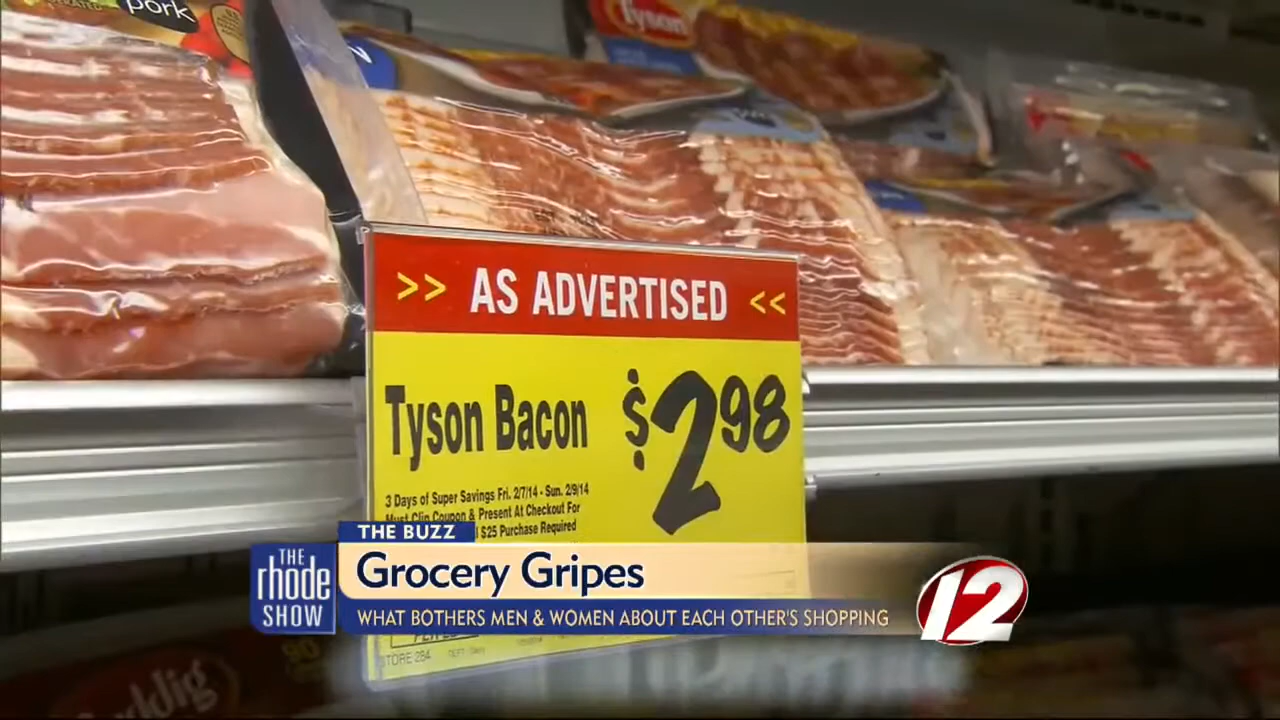 pork
Tyson
>> AS ADVERTISED <<
Tyson Bacon $2.98
3 Days of Super Savings Fri. 2/7/14 - Sun. 2/9/14
Must Clip Coupon & Present At Checkout For
$25 Purchase Required
THE BUZZ
THE rhode SHOW
Grocery Gripes
WHAT BOTHERS MEN & WOMEN ABOUT EACH OTHER'S SHOPPING
12
STORE 284